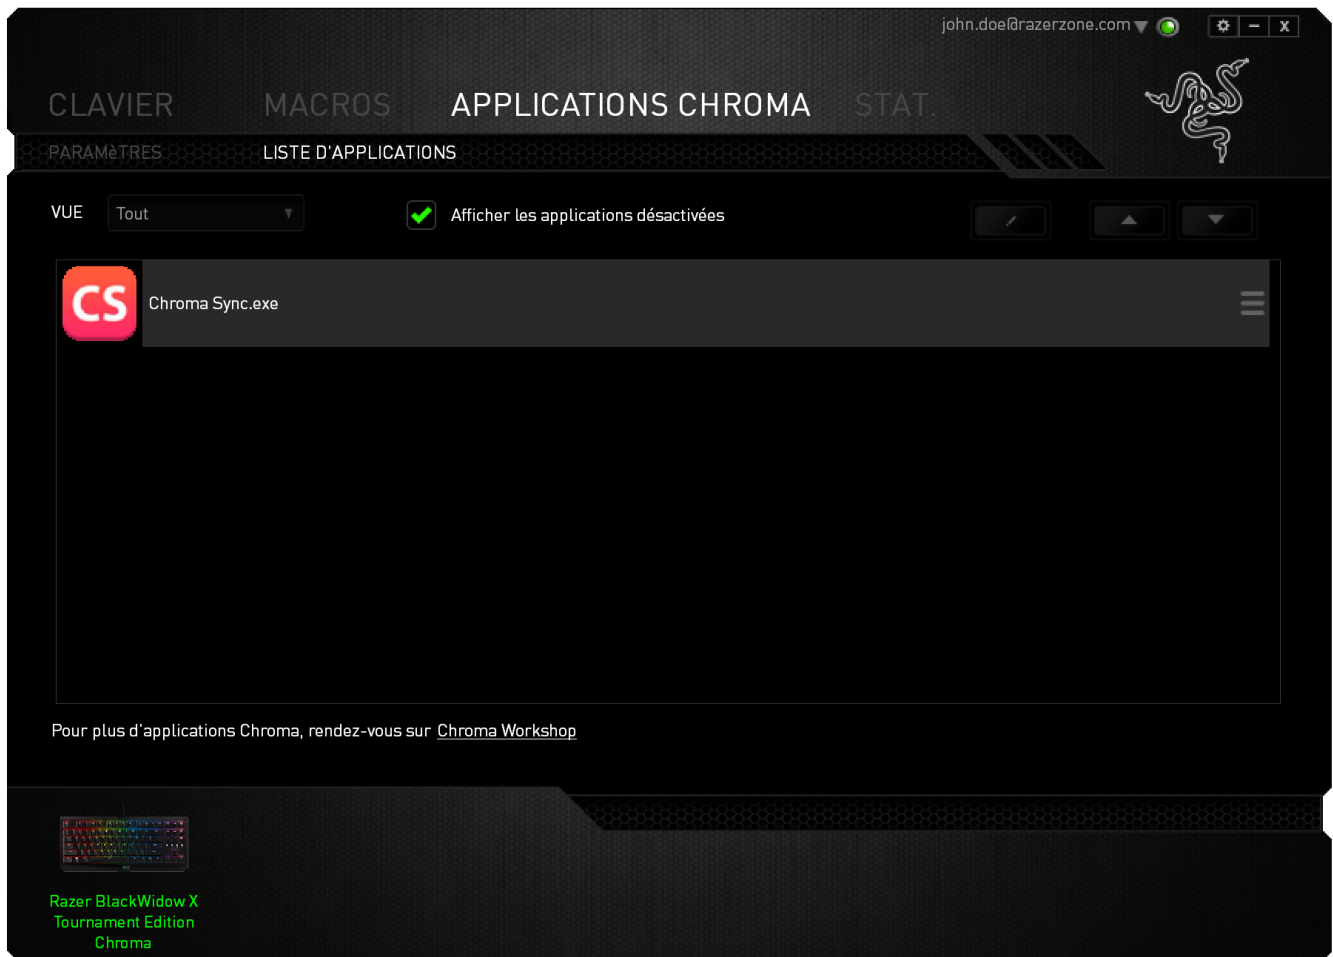 john.doe@razerzone.com
X
CLAVIER MACROS APPLICATIONS CHROMA STAT.
PARAMèTRES LISTE D'APPLICATIONS
VUE Tout Afficher les applications désactivées
CS Chroma Sync.exe
Pour plus d'applications Chroma, rendez-vous sur Chroma Workshop
Razer BlackWidow X
Tournament Edition
Chroma